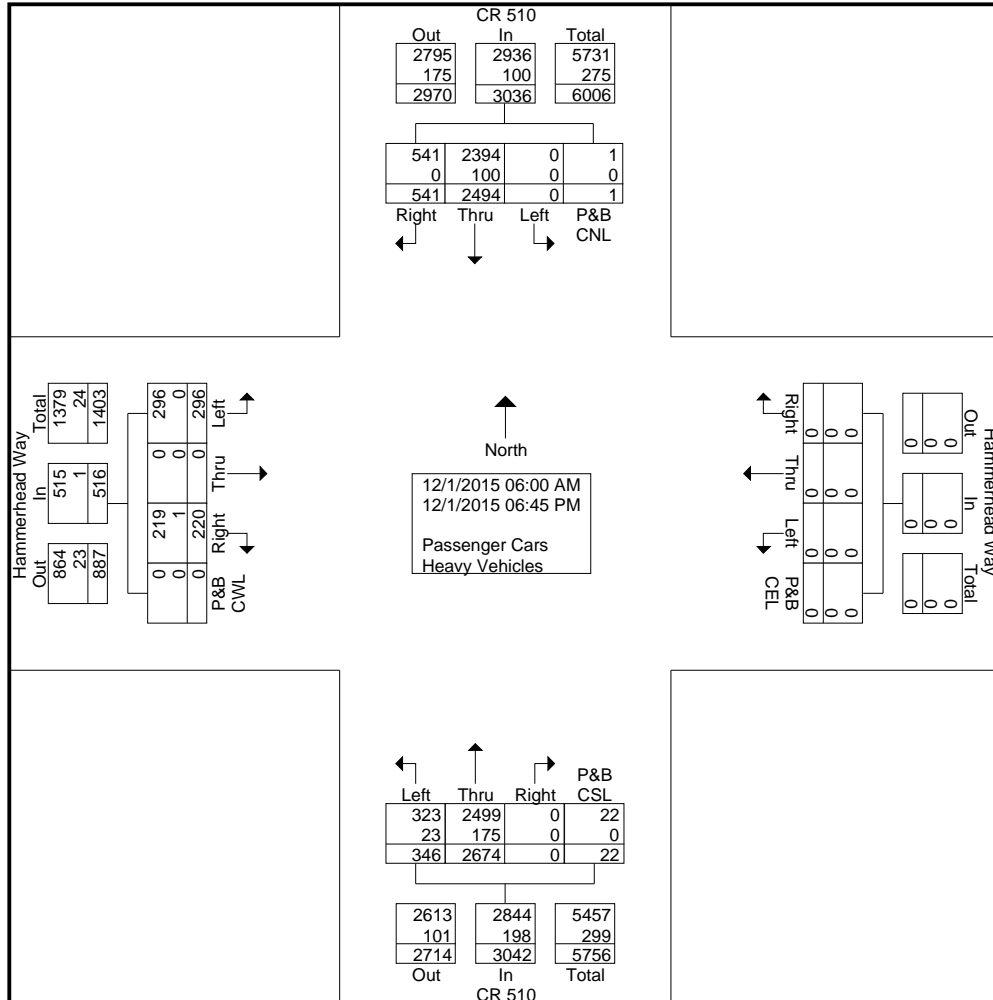 CR 510
Out In Total
2795 2936 5731
175 100 275
2970 3036 6006
541 2394 0 1
0 100 0 0
541 2494 0 1
Right Thru Left P&B
CNL
Hammerhead Way
Out In Total
864 515 1379
23 1 24
887 516 1403
P&B Right Thru Left
CWL
0 219 0 296
0 1 0 0
0 220 0 296
North
12/1/2015 06:00 AM
12/1/2015 06:45 PM
Passenger Cars
Heavy Vehicles
Hammerhead Way
Out In Total
0 0 0
0 0 0
0 0 0
Right Thru Left P&B
CEL
0 0 0 0
0 0 0 0
0 0 0 0
P&B
Left Thru Right CSL
323 2499 0 22
23 175 0 0
346 2674 0 22
2613 2844 5457
101 198 299
2714 3042 5756
Out In Total
CR 510